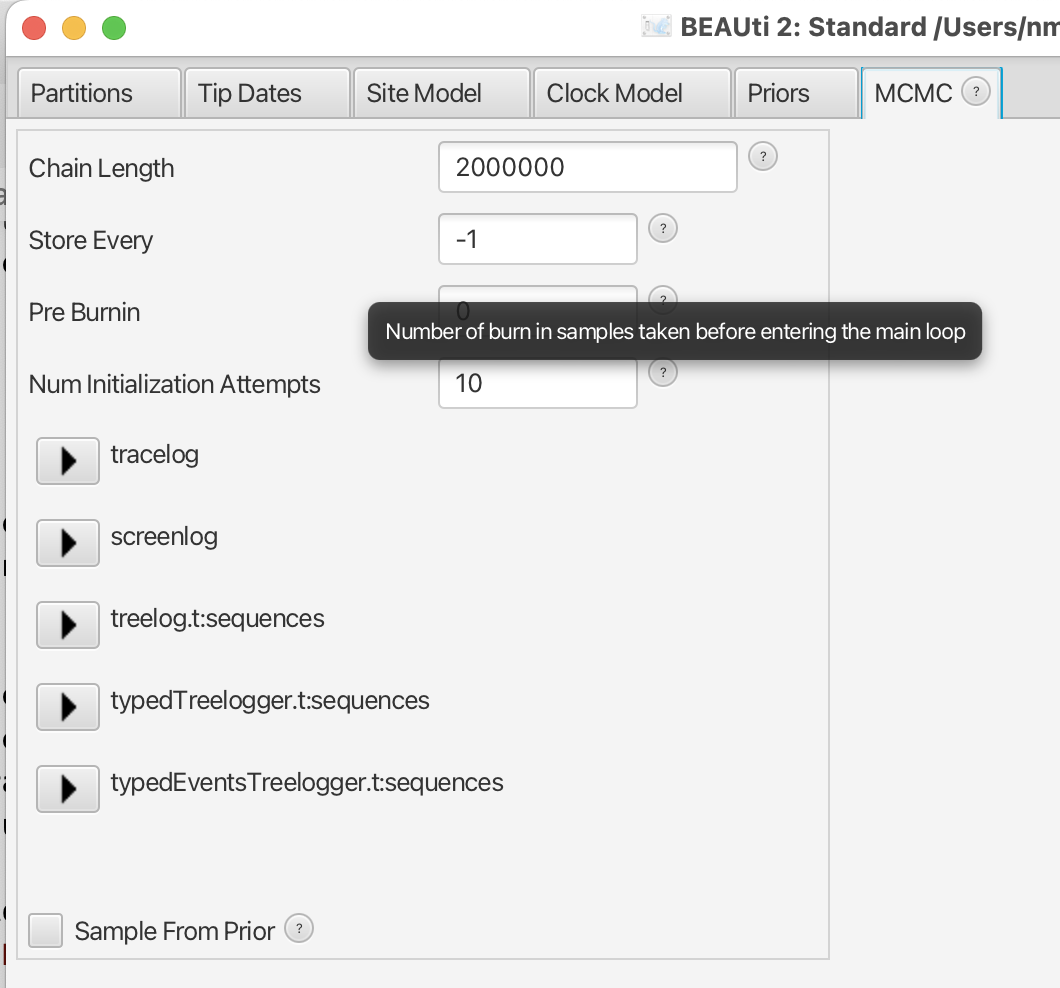 BEAUti 2: Standard /Users/nm
Partitions Tip Dates Site Model Clock Model Priors MCMC ?
Chain Length 2000000 ?
Store Every -1 ?
Pre Burnin 0 ?
Number of burn in samples taken before entering the main loop
Num Initialization Attempts 10 ?
tracelog
screenlog
treelog.t:sequences
typedTreelogger.t:sequences
typedEventsTreelogger.t:sequences
Sample From Prior ?